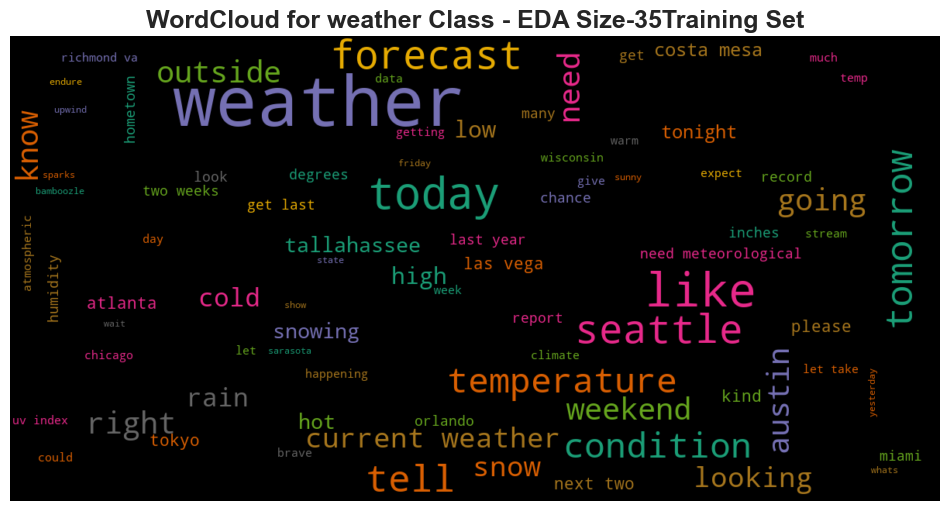 WordCloud for weather Class - EDA Size-35Training Set
richmond va
endure
upwind
hometown
outside
weather
forecast
data
getting
low
need
get
costa mesa
much
temp
many
tonight
warm
know
sparks
bamboozle
look
two weeks
degrees
get last
friday
today
wisconsin
give
sunny
chance
expect
record
going
tomorrow
atmospheric
humidity
day
tallahassee
state
last year
high
las vega
week
inches
stream
need meteorological
like
seattle
atlanta
cold
show
wait
snowing
report
please
chicago
let
sarasota
climate
happening
temperature
let take
yesterday
austin
kind
weekend
rain
right
uv index
tokyo
hot
orlando
current weather
condition
could
brave
tell
snow
next two
looking
miami
whats